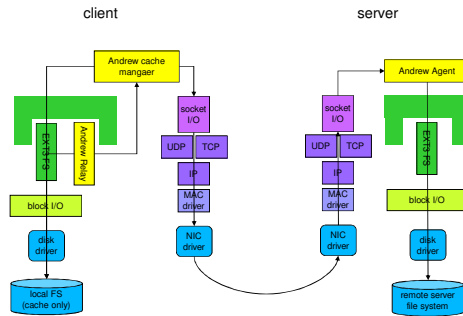 client
server
Andrew cache
mangaer
Andrew Agent
socket
I/O
socket
I/O
EXT3 FS
Andrew Relay
UDP
TCP
UDP
TCP
EXT3 FS
IP
IP
block I/O
MAC
driver
MAC
driver
block I/O
disk
driver
NIC
driver
NIC
driver
disk
driver
local FS
(cache only)
remote server
file system